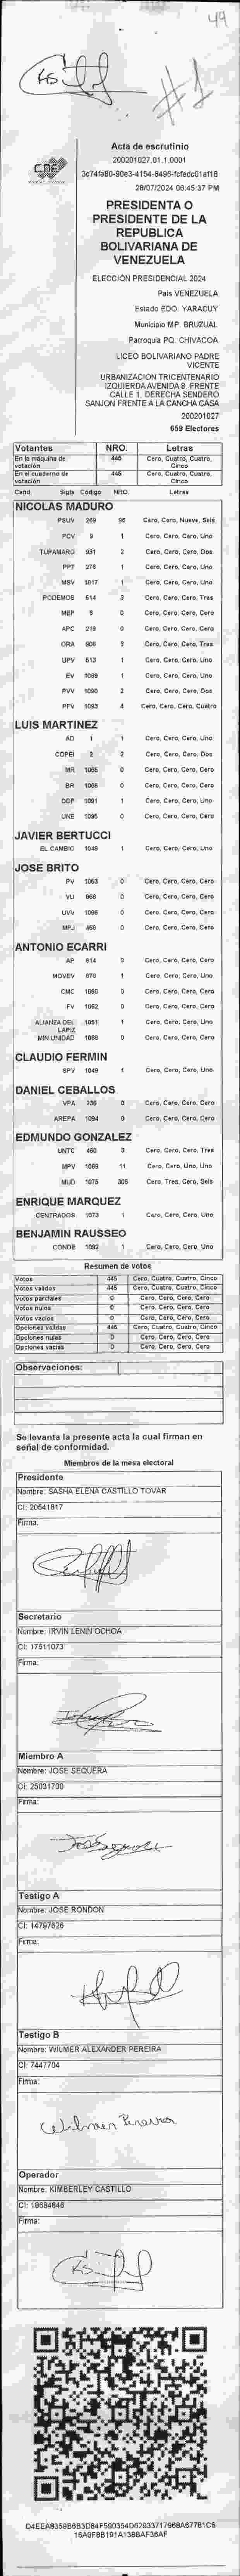 49
#1
CNE
Acta de escrutinio
200201027.01.1.0001
28/07/2024 06:45:37 PM
PRESIDENTA O
PRESIDENTE DE LA
REPUBLICA
BOLIVARIANA DE
VENEZUELA
ELECCIÓN PRESIDENCIAL 2024
País VENEZUELA
Estado EDO. YARACUY
Municipio MP. BRUZUAL
Parroquia PQ. CHIVACOA
LICEO BOLIVARIANO PADRE
VICENTE
URBANIZACION TRICENTENARIO
IZQUIERDA AVENIDA 8. FRENTE
CALLE 1. DERECHA SENDERO
SANJON FRENTE A LA CANCHA CASA
200201027
659 Electores
Votantes NRO. Letras
En la máquina de votación 445 Cero, Cuatro, Cuatro, Cinco
En el cuaderno de votación 445 Cero, Cuatro, Cuatro, Cinco
Cand. Sigla Código NRO. Letras
NICOLAS MADURO
PSUV 269 96 Cero, Cero, Nueve, Seis
PCV 9 1 Cero, Cero, Cero, Uno
TUPAMARO 931 2 Cero, Cero, Cero, Dos
PPT 276 1 Cero, Cero, Cero, Uno
MSV 1017 1 Cero, Cero, Cero, Uno
PODEMOS 514 3 Cero, Cero, Cero, Tres
MEP 6 0 Cero, Cero, Cero, Cero
APC 219 0 Cero, Cero, Cero, Cero
ORA 906 3 Cero, Cero, Cero, Tres
UPV 613 1 Cero, Cero, Cero, Uno
EV 1089 1 Cero, Cero, Cero, Uno
PVV 1090 2 Cero, Cero, Cero, Dos
PFV 1093 4 Cero, Cero, Cero, Cuatro
LUIS MARTINEZ
AD 1 1 Cero, Cero, Cero, Uno
COPEI 2 2 Cero, Cero, Cero, Dos
MR 1065 0 Cero, Cero, Cero, Cero
BR 1068 0 Cero, Cero, Cero, Cero
DDP 1091 1 Cero, Cero, Cero, Uno
UNE 1095 0 Cero, Cero, Cero, Cero
JAVIER BERTUCCI
EL CAMBIO 1048 1 Cero, Cero, Cero, Uno
JOSE BRITO
PV 1053 0 Cero, Cero, Cero, Cero
VU 968 0 Cero, Cero, Cero, Cero
UVV 1096 0 Cero, Cero, Cero, Cero
MPJ 458 0 Cero, Cero, Cero, Cero
ANTONIO ECARRI
AP 914 0 Cero, Cero, Cero, Cero
MOVEV 970 1 Cero, Cero, Cero, Uno
CMC 1050 0 Cero, Cero, Cero, Cero
FV 1062 0 Cero, Cero, Cero, Cero
ALIANZA DEL LAPIZ 1051 1 Cero, Cero, Cero, Uno
MIN UNIDAD 1069 0 Cero, Cero, Cero, Cero
CLAUDIO FERMIN
SPV 1049 1 Cero, Cero, Cero, Uno
DANIEL CEBALLOS
VPA 236 0 Cero, Cero, Cero, Cero
AREPA 1094 0 Cero, Cero, Cero, Cero
EDMUNDO GONZALEZ
UNTC 460 3 Cero, Cero, Cero, Tres
MPV 1069 11 Cero, Cero, Uno, Uno
MUD 1075 306 Cero, Tres, Cero, Seis
ENRIQUE MARQUEZ
CENTRADOS 1073 1 Cero, Cero, Cero, Uno
BENJAMIN RAUSSEO
CONDE 1092 1 Cero, Cero, Cero, Uno
Resumen de votos
Votos 445 Cero, Cuatro, Cuatro, Cinco
Votos validos 445 Cero, Cuatro, Cuatro, Cinco
Votos parciales 0 Cero, Cero, Cero, Cero
Votos nulos 0 Cero, Cero, Cero, Cero
Votos vacíos 0 Cero, Cero, Cero, Cero
Opciones validas 445 Cero, Cuatro, Cuatro, Cinco
Opciones nulas 0 Cero, Cero, Cero, Cero
Opciones vacías 0 Cero, Cero, Cero, Cero
Observaciones:
Se levanta la presente acta la cual firman en
señal de conformidad.
Miembros de la mesa electoral
Presidente
Nombre: SASHA ELENA CASTILLO TOVAR
CI: 20541817
Firma:
Secretario
Nombre: IRVIN LENIN OCHOA
CI: 17611073
Firma:
Miembro A
Nombre: JOSE SEQUERA
CI: 25031700
Firma:
Testigo A
Nombre: JOSE RONDON
CI: 14797626
Firma:
Testigo B
Nombre: WILMER ALEXANDER PEREIRA
CI: 7447704
Firma:
Wilmer Pereira
Operador
Nombre: KIMBERLEY CASTILLO
CI: 18684846
Firma: